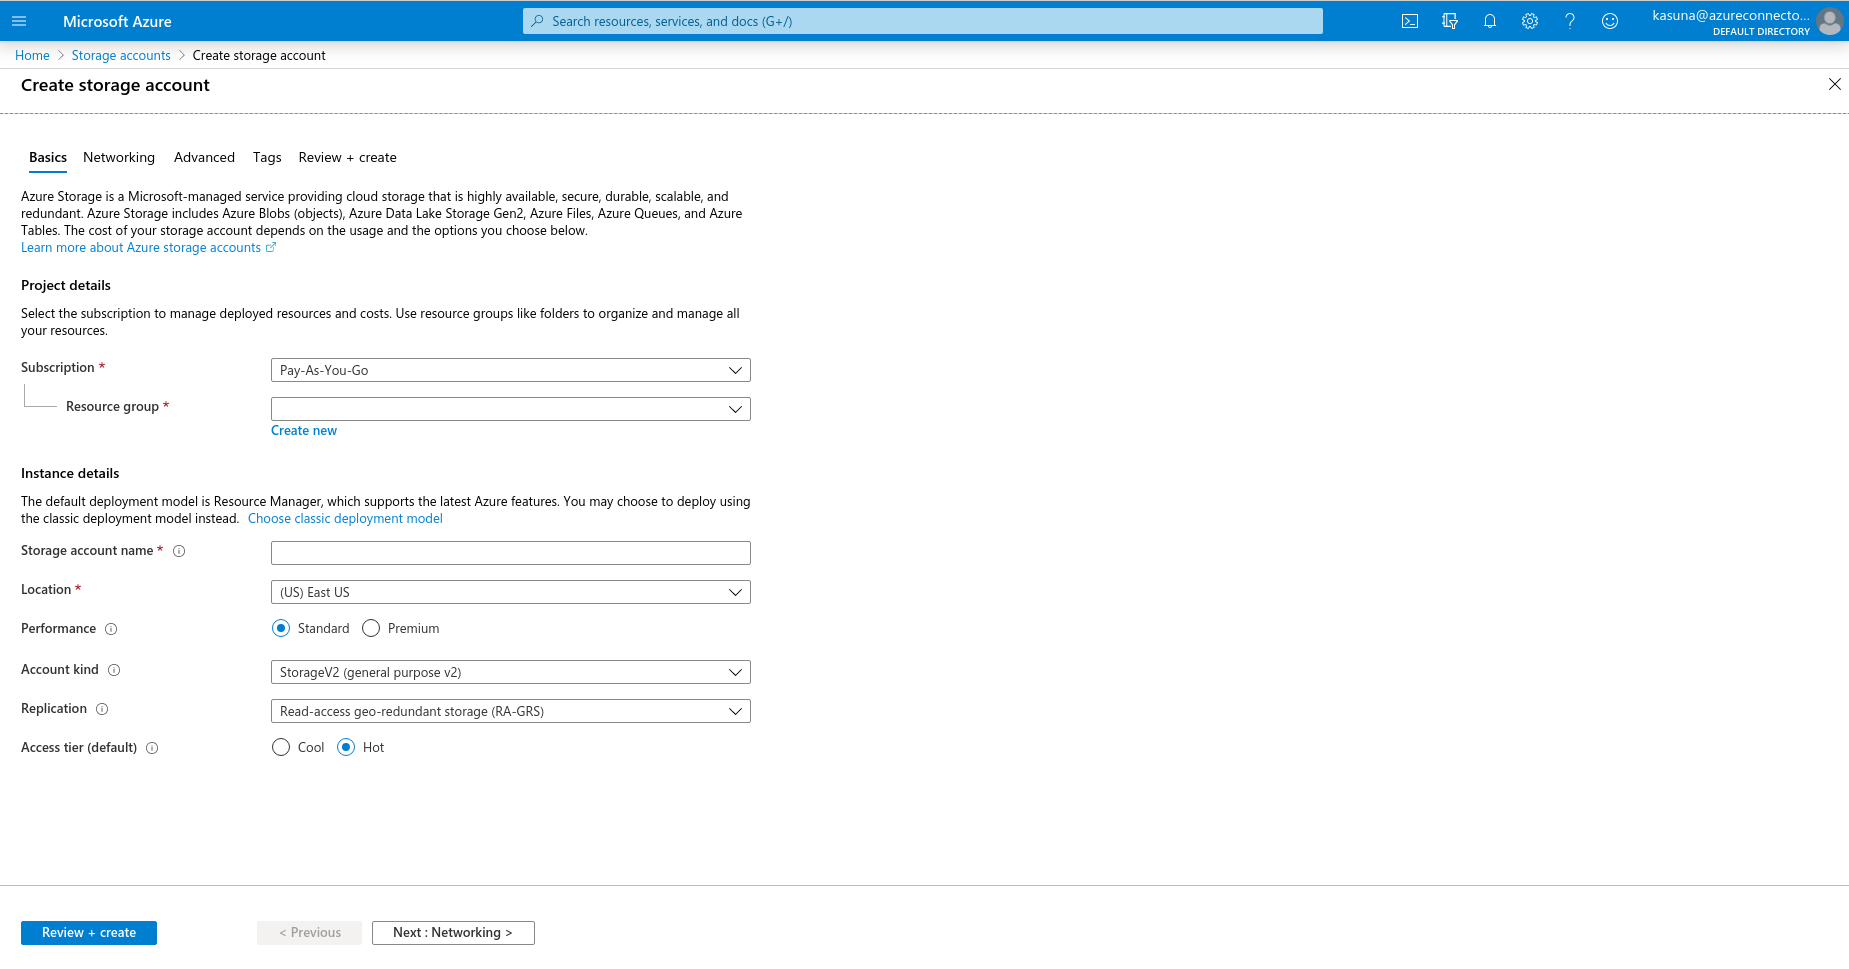 Microsoft Azure
Search resources, services, and docs (G+/)
kasuna@azureconnecto...
DEFAULT DIRECTORY
Home > Storage accounts > Create storage account
Create storage account
Basics Networking Advanced Tags Review + create
Azure Storage is a Microsoft-managed service providing cloud storage that is highly available, secure, durable, scalable, and
redundant. Azure Storage includes Azure Blobs (objects), Azure Data Lake Storage Gen2, Azure Files, Azure Queues, and Azure
Tables. The cost of your storage account depends on the usage and the options you choose below.
Learn more about Azure storage accounts
Project details
Select the subscription to manage deployed resources and costs. Use resource groups like folders to organize and manage all
your resources.
Subscription * Pay-As-You-Go
Resource group *
Create new
Instance details
The default deployment model is Resource Manager, which supports the latest Azure features. You may choose to deploy using
the classic deployment model instead. Choose classic deployment model
Storage account name *
Location * (US) East US
Performance Standard Premium
Account kind StorageV2 (general purpose v2)
Replication Read-access geo-redundant storage (RA-GRS)
Access tier (default) Cool Hot
Review + create < Previous Next : Networking >